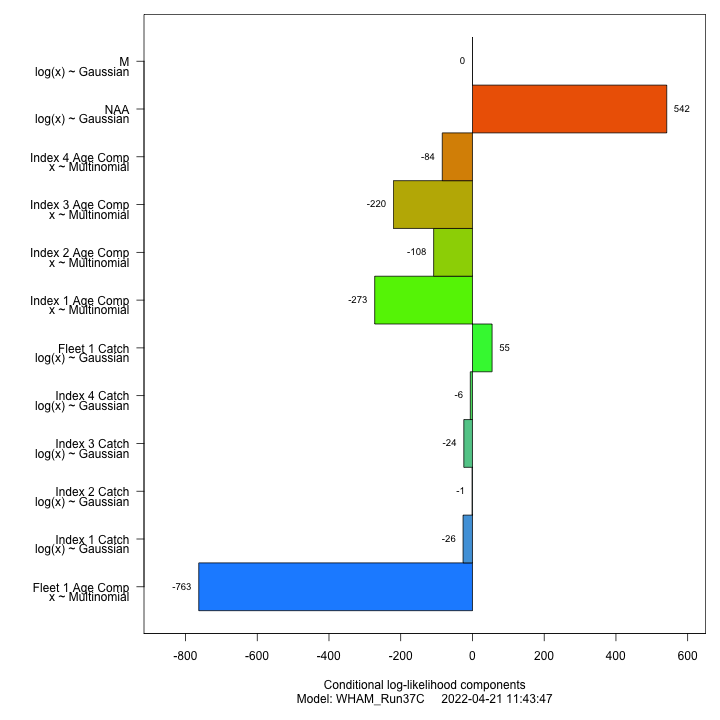 M
log(x) ~ Gaussian
0
NAA
log(x) ~ Gaussian
542
Index 4 Age Comp
x ~ Multinomial
-84
Index 3 Age Comp
x ~ Multinomial
-220
Index 2 Age Comp
x ~ Multinomial
-108
Index 1 Age Comp
x ~ Multinomial
-273
Fleet 1 Catch
log(x) ~ Gaussian
55
Index 4 Catch
log(x) ~ Gaussian
-6
Index 3 Catch
log(x) ~ Gaussian
-24
Index 2 Catch
log(x) ~ Gaussian
-1
Index 1 Catch
log(x) ~ Gaussian
-26
Fleet 1 Age Comp
x ~ Multinomial
-763
-800 -600 -400 -200 0 200 400 600
Conditional log-likelihood components
Model: WHAM_Run37C 2022-04-21 11:43:47